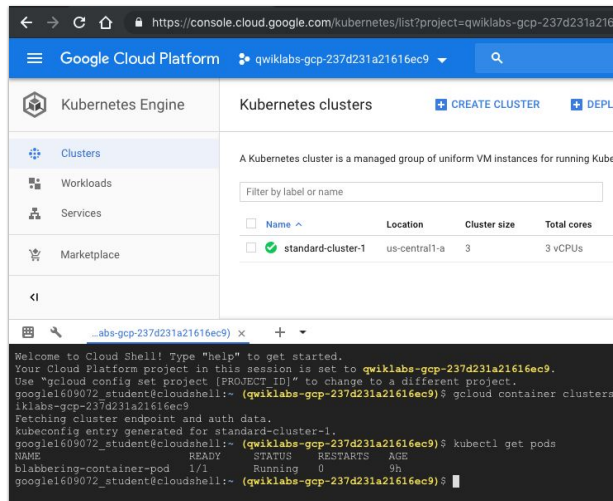 https://console.cloud.google.com/kubernetes/list?project=qwiklabs-gcp-237d231a216
Google Cloud Platform qwiklabs-gcp-237d231a21616ec9
Kubernetes Engine
Kubernetes clusters CREATE CLUSTER DEPL
Clusters
A Kubernetes cluster is a managed group of uniform VM instances for running Kube
Workloads
Filter by label or name
Services
Name Location Cluster size Total cores
standard-cluster-1 us-central1-a 3 3 vCPUs
Marketplace
...abs-gcp-237d231a21616ec9) × + 
Welcome to Cloud Shell! Type "help" to get started.
Your Cloud Platform project in this session is set to qwiklabs-gcp-237d231a21616ec9.
Use "gcloud config set project [PROJECT_ID]" to change to a different project.
google1609072_student@cloudshell:~ (qwiklabs-gcp-237d231a21616ec9)$ gcloud container clusters
iklabs-gcp-237d231a21616ec9
Fetching cluster endpoint and auth data.
kubeconfig entry generated for standard-cluster-1.
google1609072_student@cloudshell:~ (qwiklabs-gcp-237d231a21616ec9)$ kubectl get pods
NAME READY STATUS RESTARTS AGE
blabbering-container-pod 1/1 Running 0 9h
google1609072_student@cloudshell:~ (qwiklabs-gcp-237d231a21616ec9)$